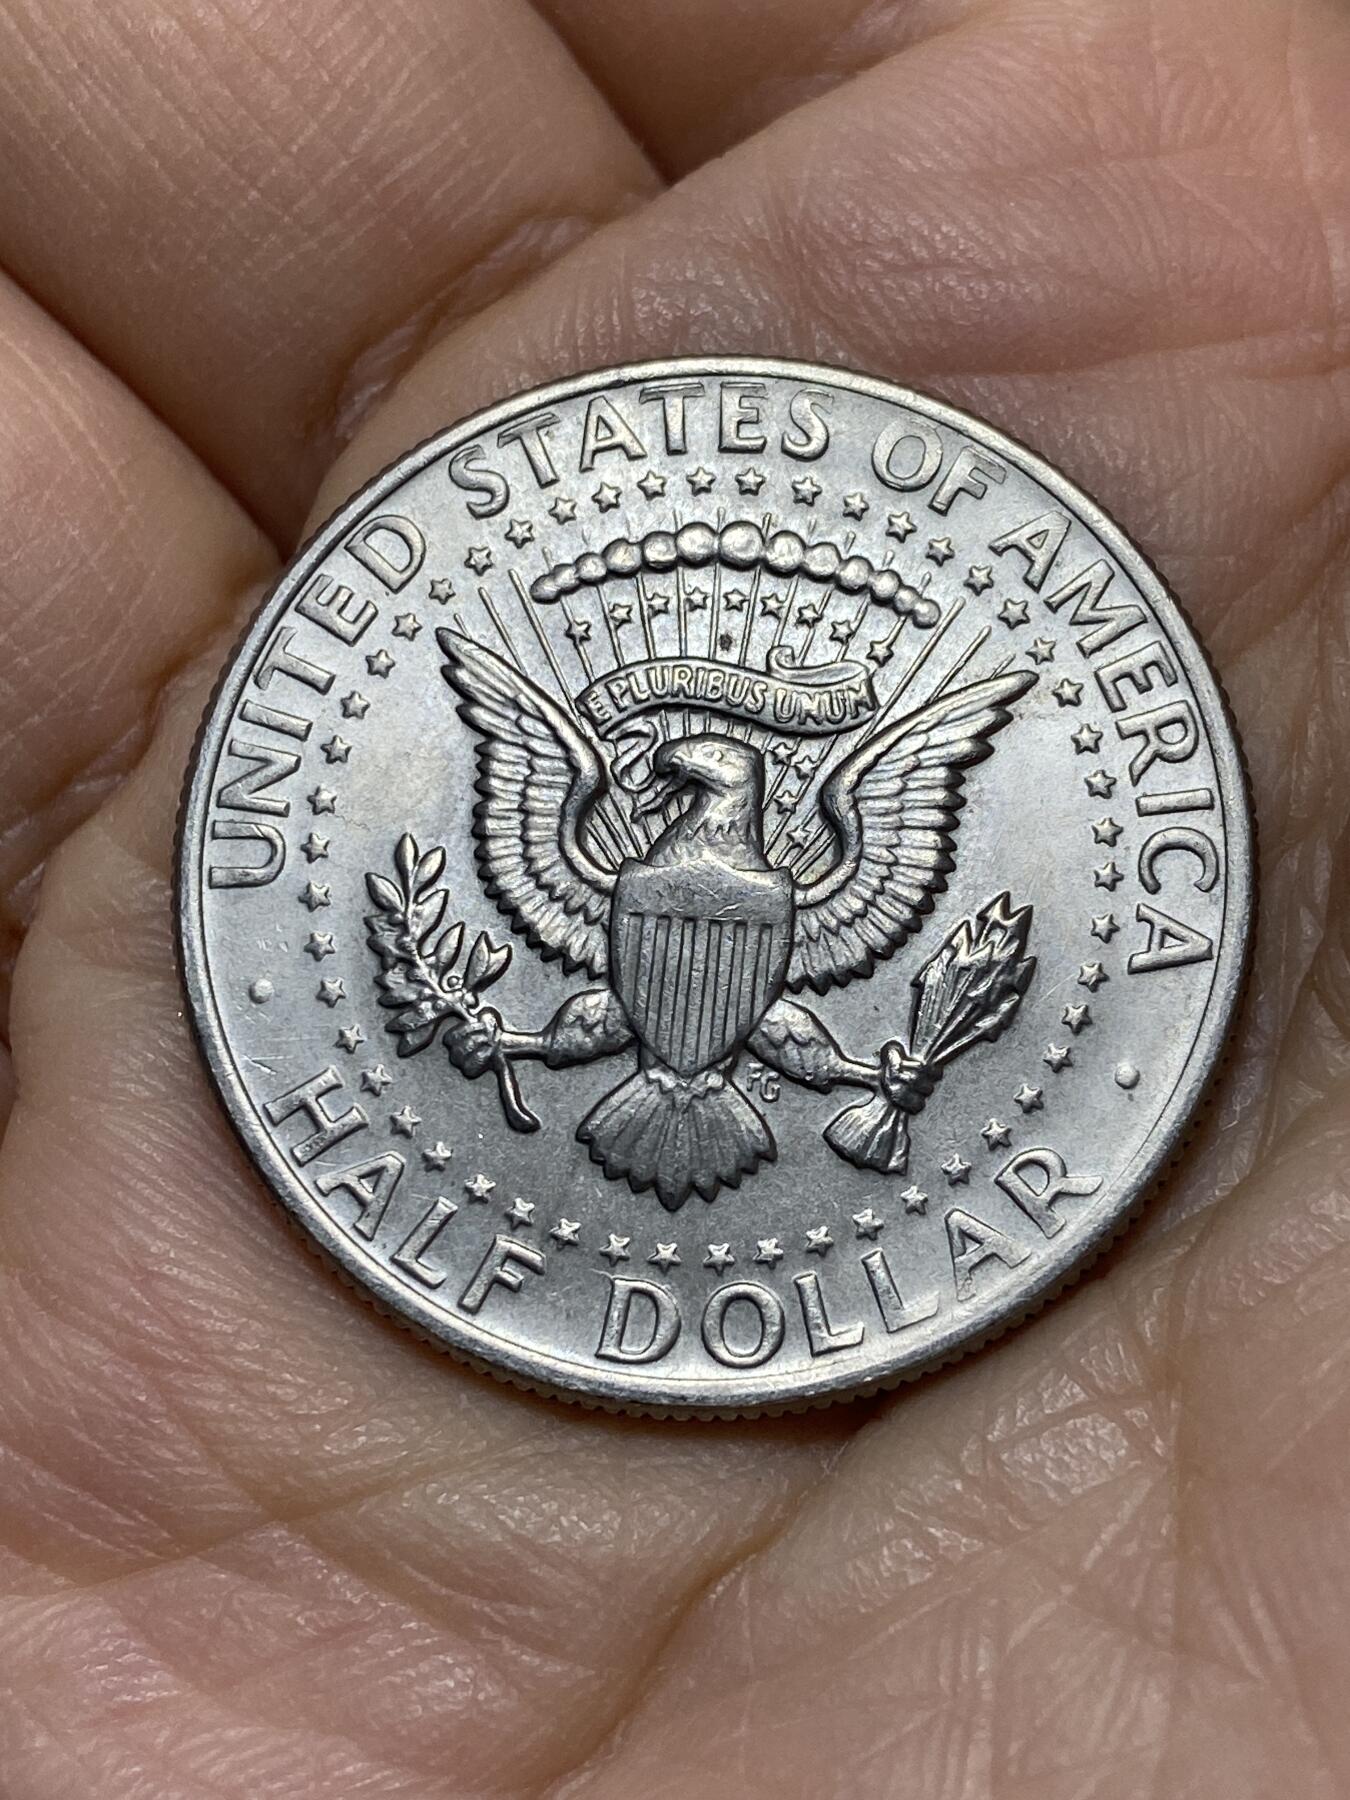 UNITED STATES OF AMERICA
E PLURIBUS UNUM
FG
HALF DOLLAR